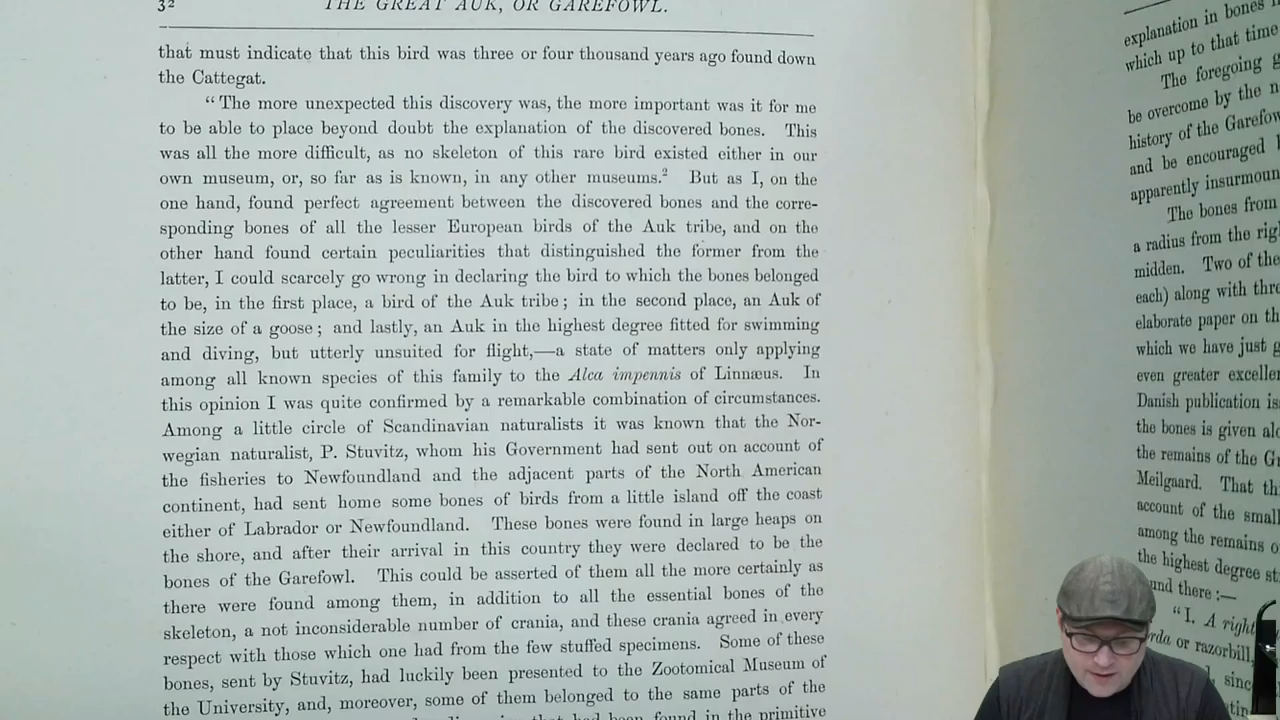 32 THE GREAT AUK, OR GAREFOWL.
that must indicate that this bird was three or four thousand years ago found down
the Cattegat.
“ The more unexpected this discovery was, the more important was it for me
to be able to place beyond doubt the explanation of the discovered bones. This
was all the more difficult, as no skeleton of this rare bird existed either in our
own museum, or, so far as is known, in any other museums.² But as I, on the
one hand, found perfect agreement between the discovered bones and the corre-
sponding bones of all the lesser European birds of the Auk tribe, and on the
other hand found certain peculiarities that distinguished the former from the
latter, I could scarcely go wrong in declaring the bird to which the bones belonged
to be, in the first place, a bird of the Auk tribe ; in the second place, an Auk of
the size of a goose ; and lastly, an Auk in the highest degree fitted for swimming
and diving, but utterly unsuited for flight,—a state of matters only applying
among all known species of this family to the Alca impennis of Linnæus. In
this opinion I was quite confirmed by a remarkable combination of circumstances.
Among a little circle of Scandinavian naturalists it was known that the Nor-
wegian naturalist, P. Stuvitz, whom his Government had sent out on account of
the fisheries to Newfoundland and the adjacent parts of the North American
continent, had sent home some bones of birds from a little island off the coast
either of Labrador or Newfoundland. These bones were found in large heaps on
the shore, and after their arrival in this country they were declared to be the
bones of the Garefowl. This could be asserted of them all the more certainly as
there were found among them, in addition to all the essential bones of the
skeleton, a not inconsiderable number of crania, and these crania agreed in every
respect with those which one had from the few stuffed specimens. Some of these
bones, sent by Stuvitz, had luckily been presented to the Zootomical Museum of
the University, and, moreover, some of them belonged to the same parts of the
that had been found in the primitive
explanation in bones
which up to that time
The foregoing
be overcome by the
history of the
and be encouraged
apparently
The bones from
a radius from the
midden. Two of the
each) along with
elaborate paper on
which we have just
even greater
Danish publication
the bones is given
the remains of the
Meilgaard. That
account of the small
among the remains
the highest degree
there :—
“ I. A right
or razorbill,